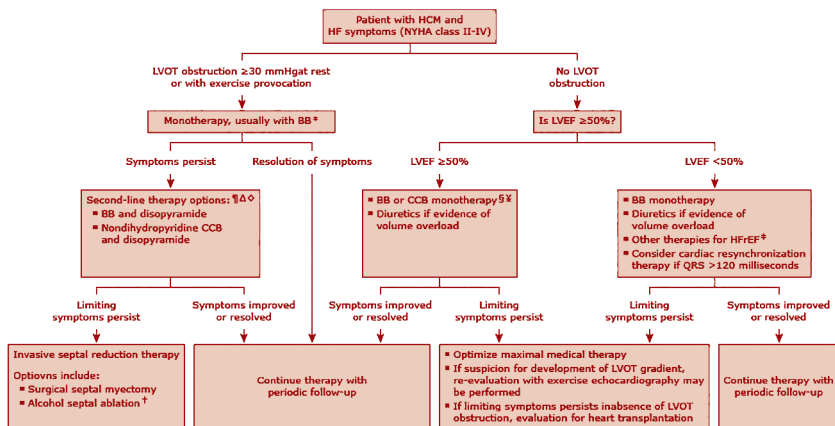 Patient with HCM and
HF symptoms (NYHA class II-IV)
LVOT obstruction ≥30 mmHgat rest
or with exercise provocation
No LVOT
obstruction
Monotherapy, usually with BB*
Is LVEF ≥50%?
Symptoms persist
Resolution of symptoms
LVEF ≥50%
LVEF <50%
Second-line therapy options: ¶Δ◊
■ BB and disopyramide
■ Nondihydropyridine CCB
and disopyramide
■ BB or CCB monotherapy§¥
■ Diuretics if evidence of
volume overload
■ BB monotherapy
■ Diuretics if evidence of
volume overload
■ Other therapies for HFrEF‡
■ Consider cardiac resynchronization
therapy if QRS >120 milliseconds
Limiting
symptoms persist
Symptoms improved
or resolved
Symptoms improved
or resolved
Limiting
symptoms persist
Limiting
symptoms persist
Symptoms improved
or resolved
Invasive septal reduction therapy
Optiovns include:
■ Surgical septal myectomy
■ Alcohol septal ablation†
Continue therapy with
periodic follow-up
■ Optimize maximal medical therapy
■ If suspicion for development of LVOT gradient,
re-evaluation with exercise echocardiography may
be performed
■ If limiting symptoms persists inabsence of LVOT
obstruction, evaluation for heart transplantation
Continue therapy with
periodic follow-up